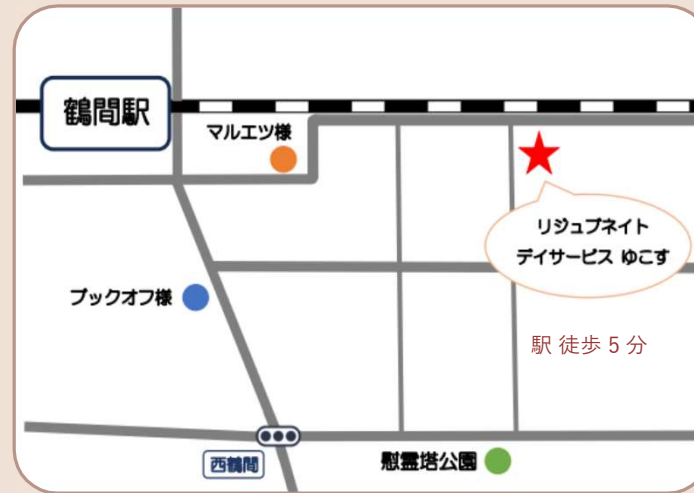 鶴間駅
マルエツ様
リジュブネイト
デイサービス ゆこす
ブックオフ様
駅 徒歩 5 分
西鶴間
慰霊塔公園